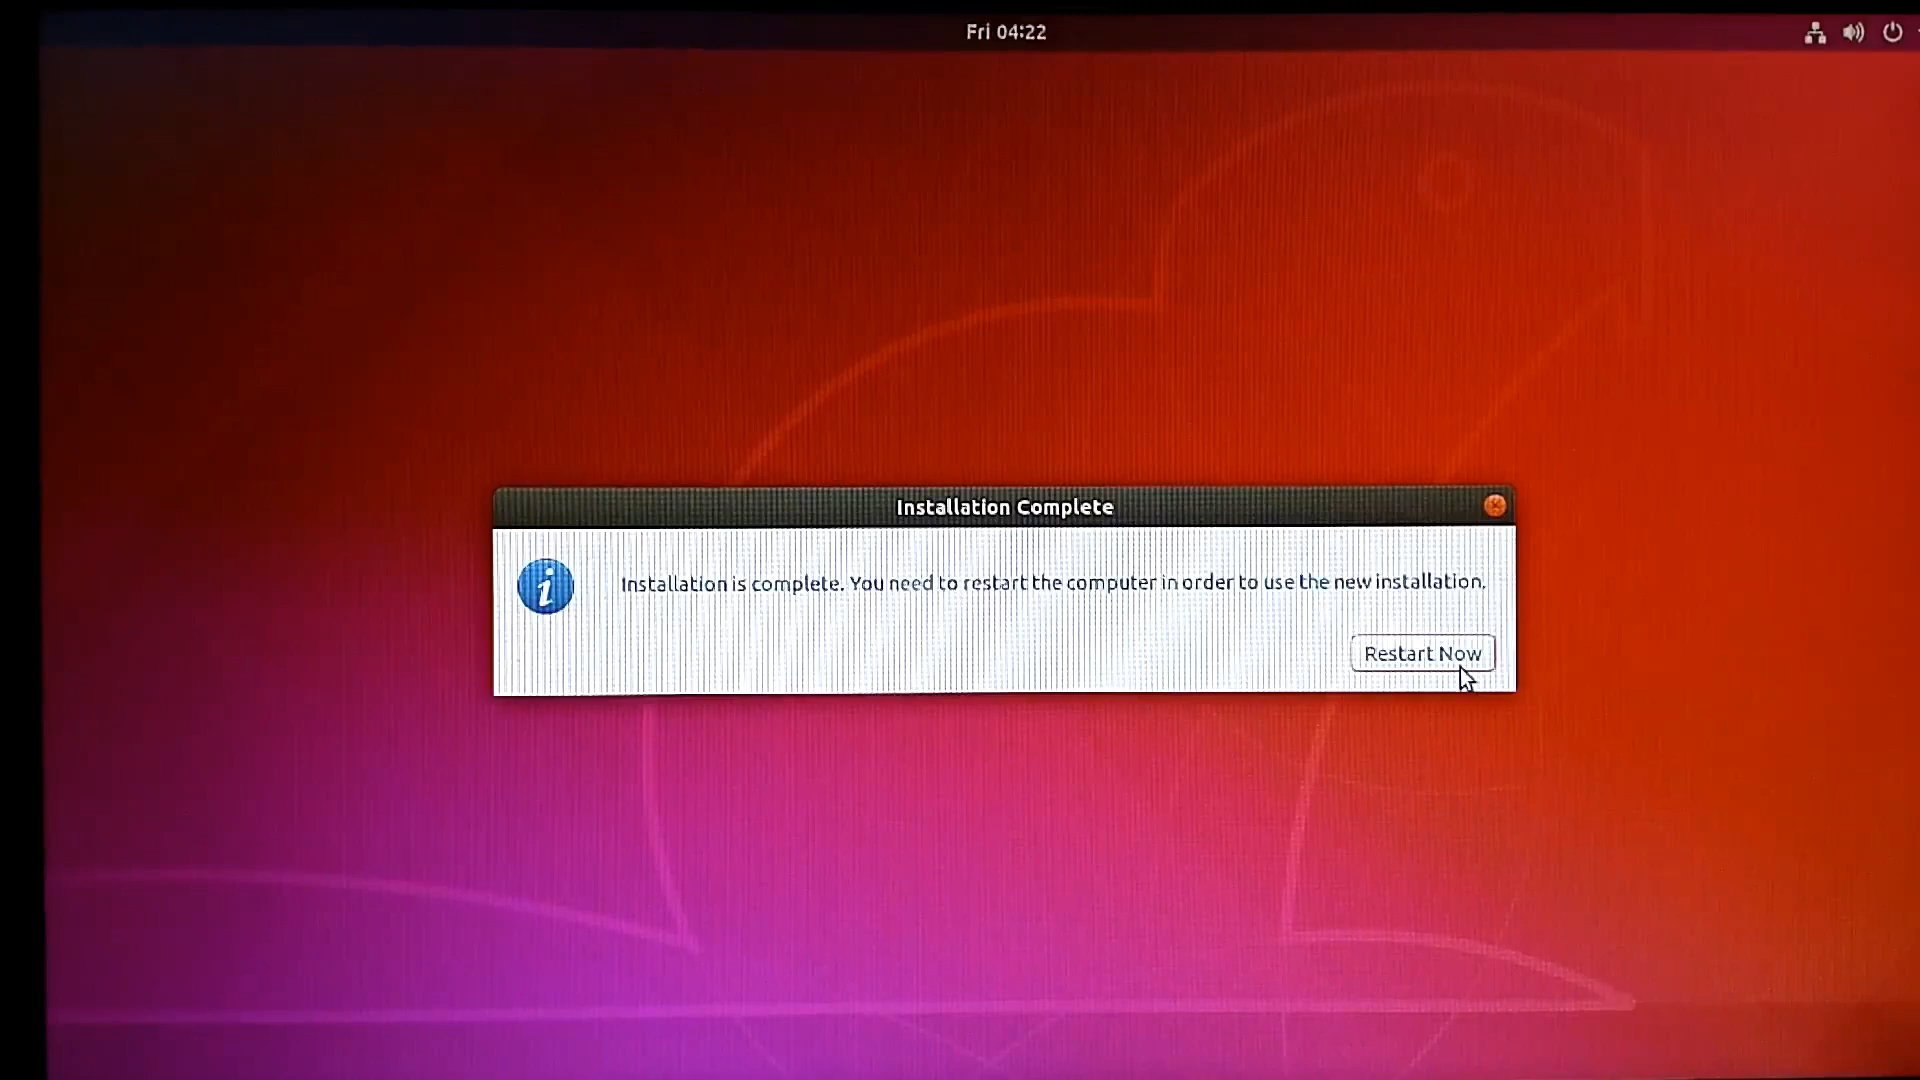 Fri 04:22
Installation Complete
Installation is complete. You need to restart the computer in order to use the new installation.
Restart Now